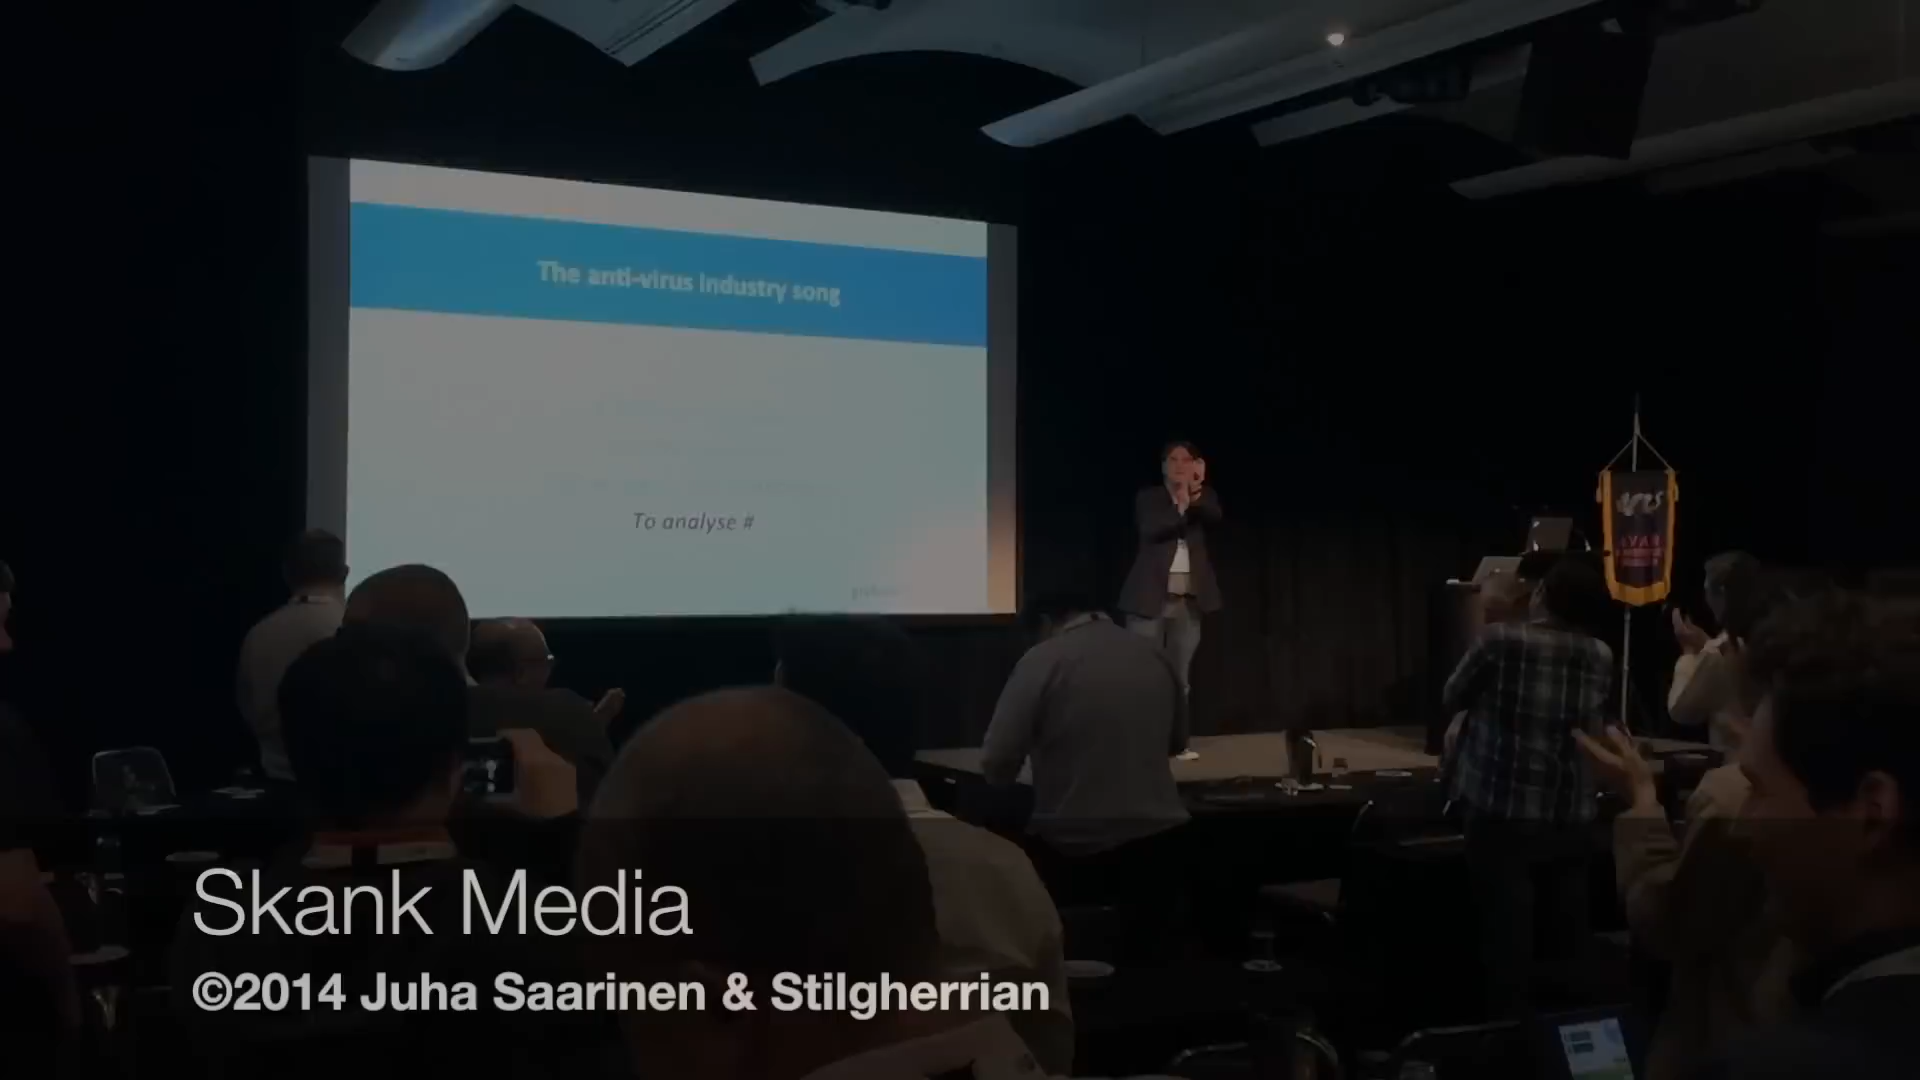 The anti-virus industry song
To analyse #
Skank Media
©2014 Juha Saarinen & Stilgherrian